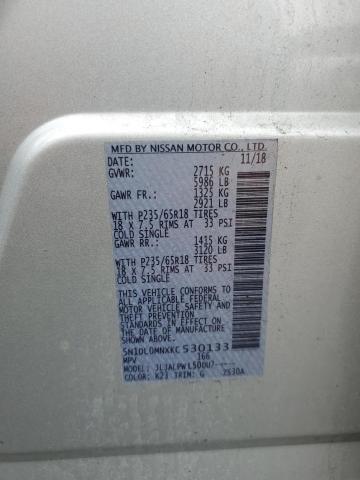 MFD BY NISSAN MOTOR CO., LTD.
DATE: 11/18
GVWR: 2715 KG
5986 LB
GAWR FR.: 1325 KG
2921 LB
WITH P235/65R18 TIRES
18 X 7.5 RIMS AT 33 PSI
COLD SINGLE
GAWR RR.: 1415 KG
3120 LB
WITH P235/65R18 TIRES
18 X 7.5 RIMS AT 33 PSI
COLD SINGLE
THIS VEHICLE CONFORMS TO
ALL APPLICABLE FEDERAL
MOTOR VEHICLE SAFETY AND
THEFT PREVENTION
STANDARDS IN EFFECT ON
THE DATE OF MANUFACTURE
SHOWN ABOVE.
5N1DL0MNXKC530133
MPV 166
MODEL:
COLOR: K23 TRIM: G 2530A